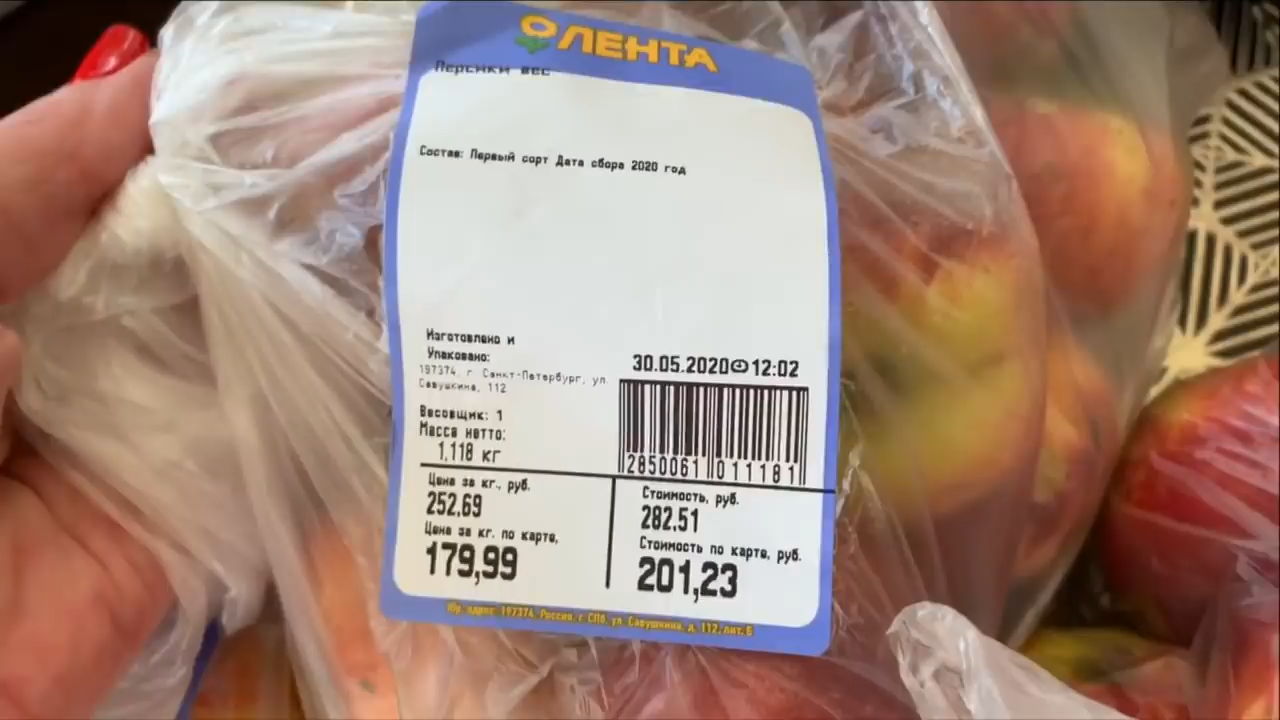 ЛЕНТА
Персики вес
Состав: Первый сорт Дата сбора 2020 год
Изготовлено и
Упаковано:
197374, г Санкт-Петербург, ул
Савушкина, 112
30.05.2020 12:02
Весовщик: 1
Масса нетто:
1,118 кг
2850061 011181
Цена за кг., руб.
252,69
Цена за кг. по карте,
179,99
Стоимость, руб.
282,51
Стоимость по карте, руб.
201,23
Юр. адрес: 197374, Россия, г. СПб, ул. Савушкина, д. 112, лит. Б